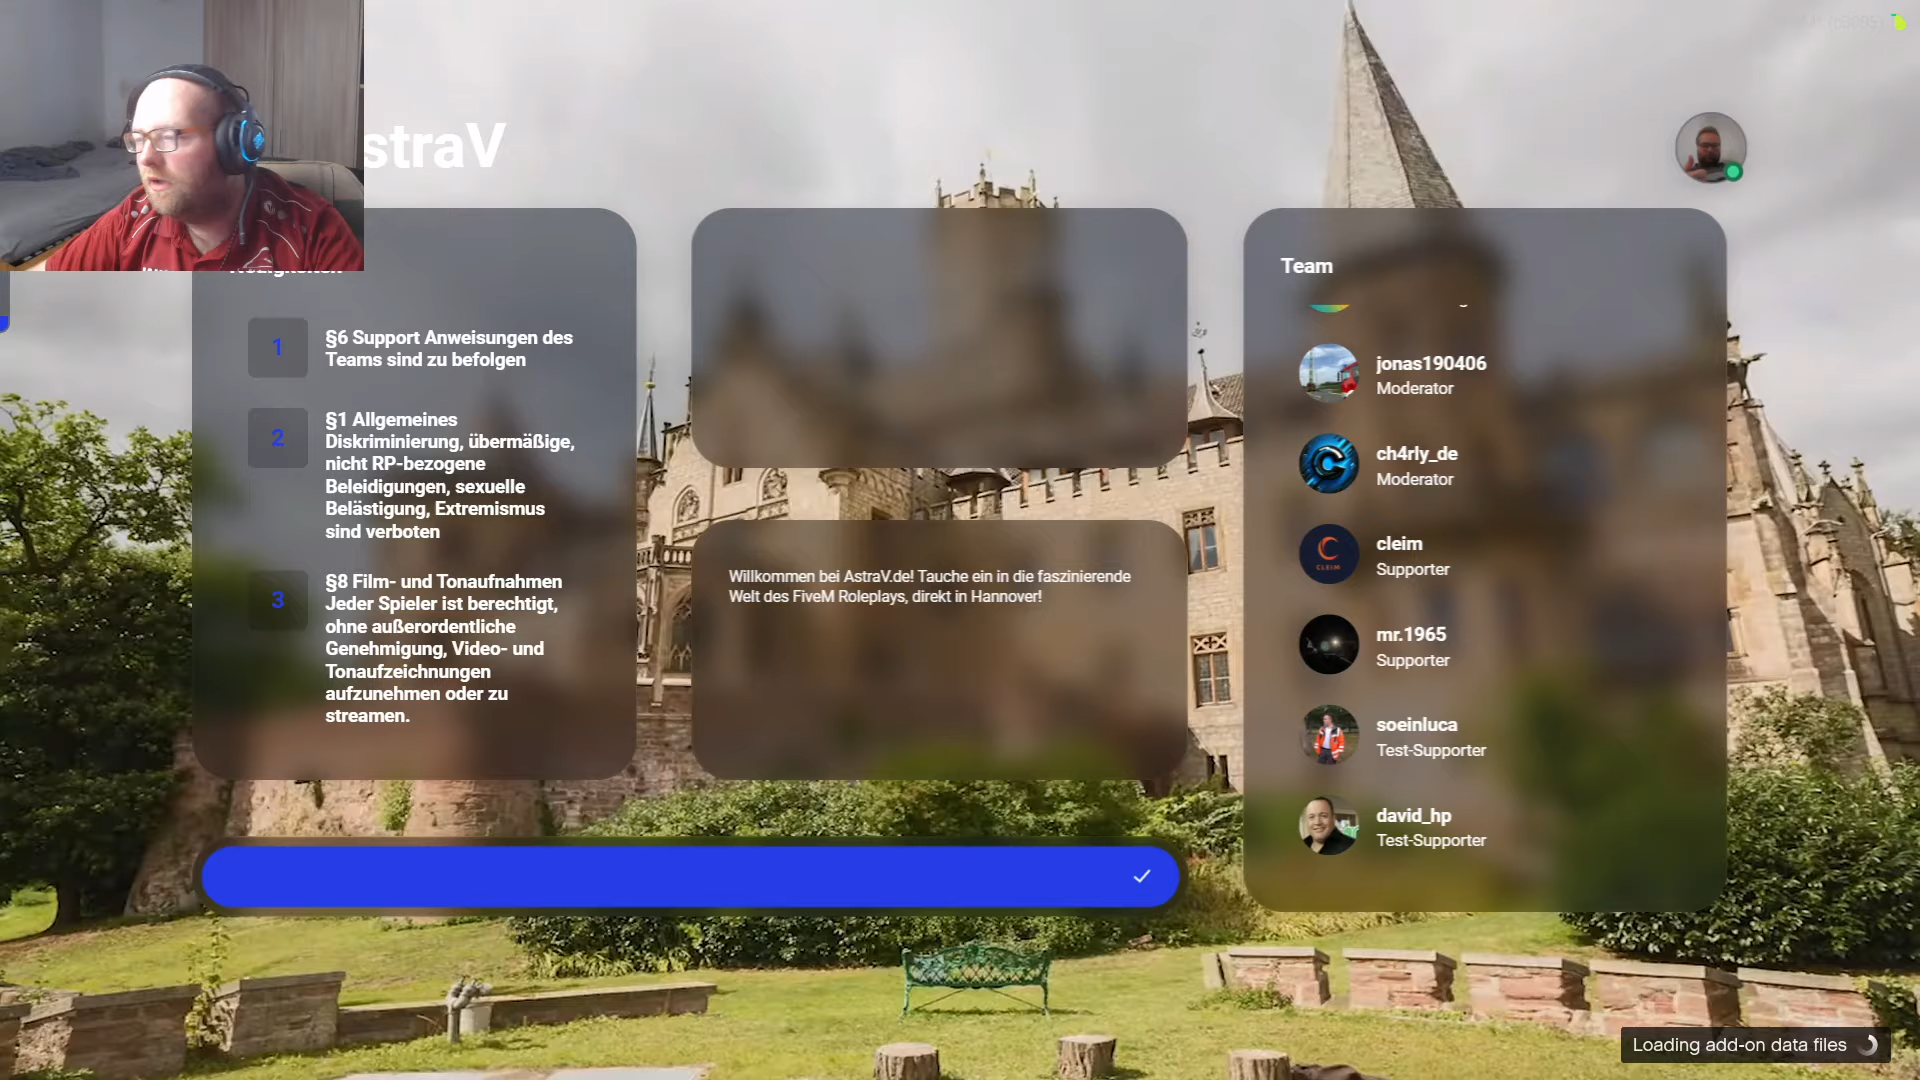 straV
§6 Support Anweisungen des
Teams sind zu befolgen
1
§1 Allgemeines
Diskriminierung, übermäßige,
nicht RP-bezogene
Beleidigungen, sexuelle
Belästigung, Extremismus
sind verboten
2
§8 Film- und Tonaufnahmen
Jeder Spieler ist berechtigt,
ohne außerordentliche
Genehmigung, Video- und
Tonaufzeichnungen
aufzunehmen oder zu
streamen.
3
Willkommen bei AstraV.de! Tauche ein in die faszinierende
Welt des FiveM Roleplays, direkt in Hannover!
Team
jonas190406
Moderator
ch4rly_de
Moderator
cleim
Supporter
CLEIM
mr.1965
Supporter
soeinluca
Test-Supporter
david_hp
Test-Supporter
Loading add-on data files